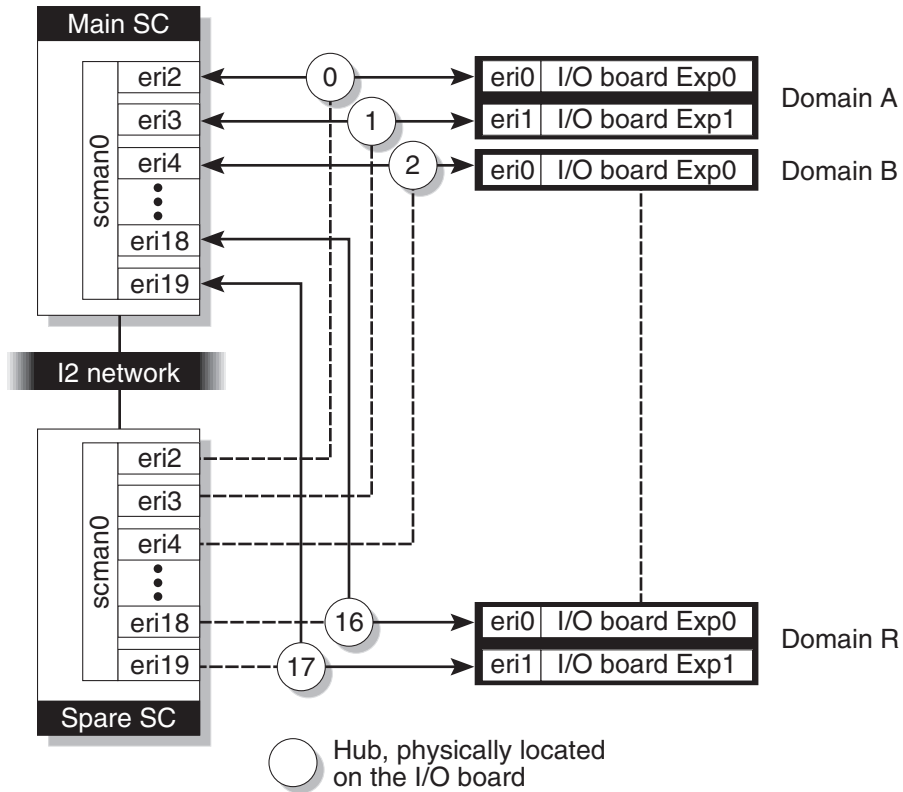 Main SC
scman0
eri2
eri3
eri4
eri18
eri19
0
1
2
eri0 I/O board Exp0
eri1 I/O board Exp1
Domain A
eri0 I/O board Exp0
Domain B
I2 network
scman0
eri2
eri3
eri4
eri18
eri19
Spare SC
16
17
eri0 I/O board Exp0
eri1 I/O board Exp1
Domain R
Hub, physically located
on the I/O board